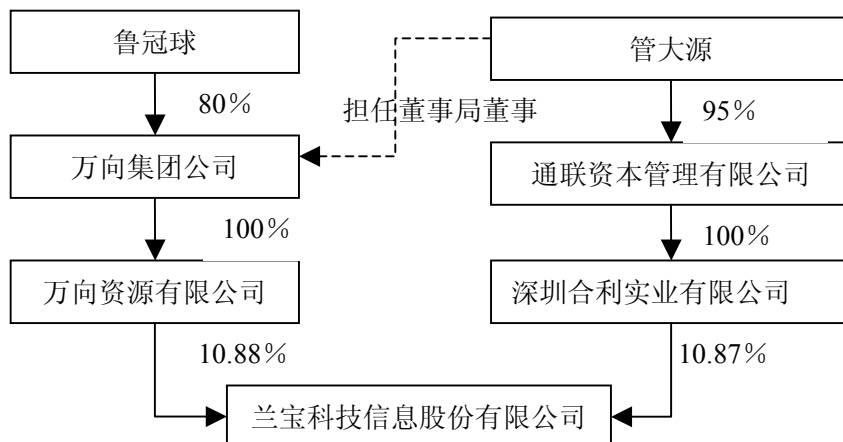 鲁冠球
管大源
80％
担任董事局董事
95％
万向集团公司
通联资本管理有限公司
100％
100％
万向资源有限公司
深圳合利实业有限公司
10.88％
10.87％
兰宝科技信息股份有限公司